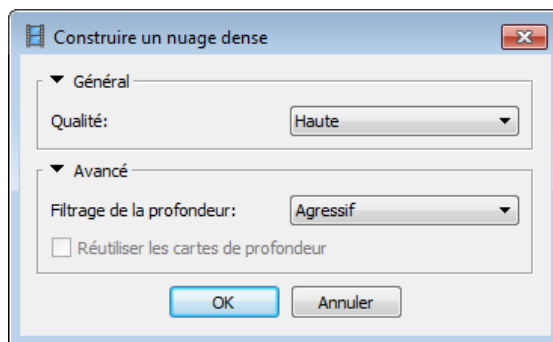 Construire un nuage dense
Général
Qualité: Haute
Avancé
Filtrage de la profondeur: Agressif
Réutiliser les cartes de profondeur
OK Annuler